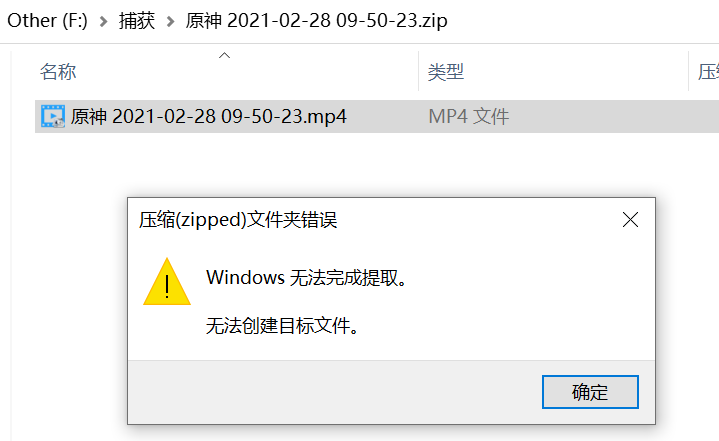 Other (F:) > 捕获 > 原神 2021-02-28 09-50-23.zip
名称 类型 压缩
原神 2021-02-28 09-50-23.mp4 MP4 文件
压缩(zipped)文件夹错误
Windows 无法完成提取。
无法创建目标文件。
确定